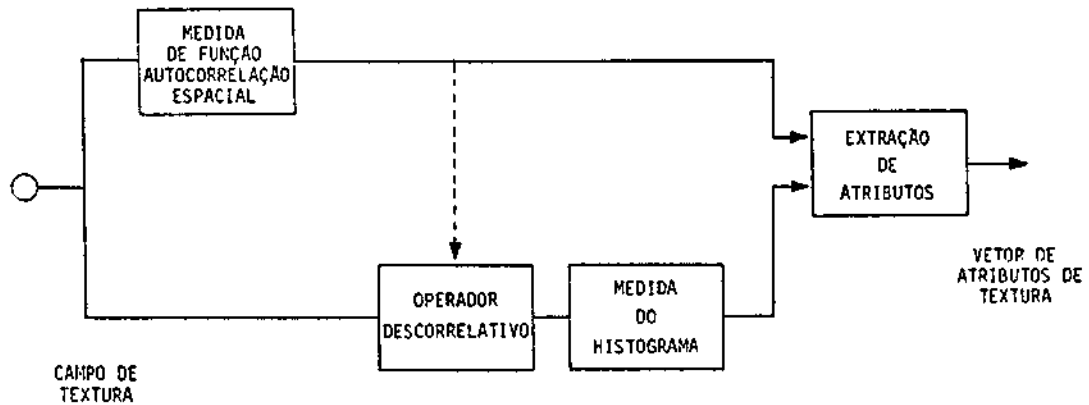 MEDIDA
DE FUNÇÃO
AUTOCORRELAÇÃO
ESPACIAL
EXTRAÇÃO
DE
ATRIBUTOS
OPERADOR
DESCORRELATIVO
MEDIDA
DO
HISTOGRAMA
VETOR DE
ATRIBUTOS DE
TEXTURA
CAMPO DE
TEXTURA